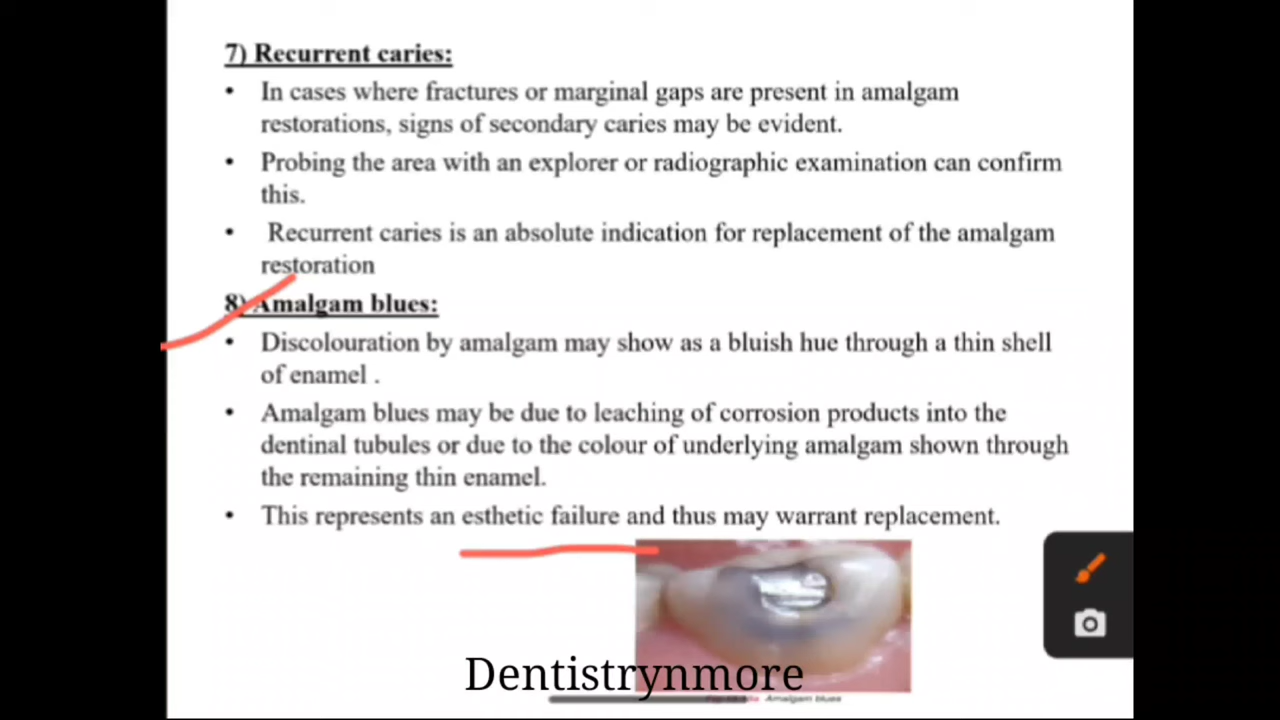 7) Recurrent caries:
• In cases where fractures or marginal gaps are present in amalgam
restorations, signs of secondary caries may be evident.
• Probing the area with an explorer or radiographic examination can confirm
this.
• Recurrent caries is an absolute indication for replacement of the amalgam
restoration
8) Amalgam blues:
• Discolouration by amalgam may show as a bluish hue through a thin shell
of enamel .
• Amalgam blues may be due to leaching of corrosion products into the
dentinal tubules or due to the colour of underlying amalgam shown through
the remaining thin enamel.
• This represents an esthetic failure and thus may warrant replacement.
Dentistrynmore
Amalgam blues